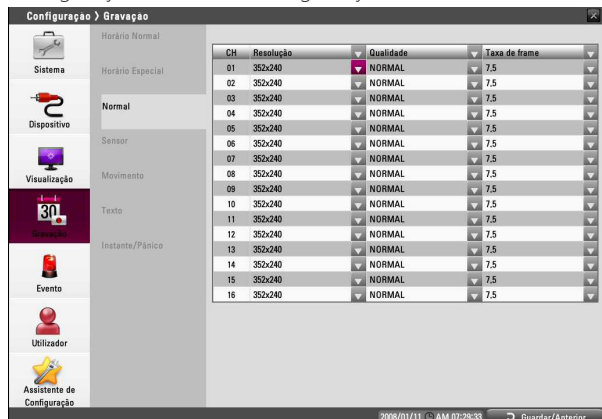 Configuração 〉 Gravação
Sistema
Dispositivo
Visualização
30
Gravação
Evento
Utilizador
Assistente de
Configuração
Horário Normal
Horário Especial
Normal
Sensor
Movimento
Texto
Instante/Pânico
CH Resolução Qualidade Taxa de frame
01 352x240 NORMAL 7,5
02 352x240 NORMAL 7,5
03 352x240 NORMAL 7,5
04 352x240 NORMAL 7,5
05 352x240 NORMAL 7,5
06 352x240 NORMAL 7,5
07 352x240 NORMAL 7,5
08 352x240 NORMAL 7,5
09 352x240 NORMAL 7,5
10 352x240 NORMAL 7,5
11 352x240 NORMAL 7,5
12 352x240 NORMAL 7,5
13 352x240 NORMAL 7,5
14 352x240 NORMAL 7,5
15 352x240 NORMAL 7,5
16 352x240 NORMAL 7,5
2008/01/11 AM 07:29:33 Guardar/Anterior